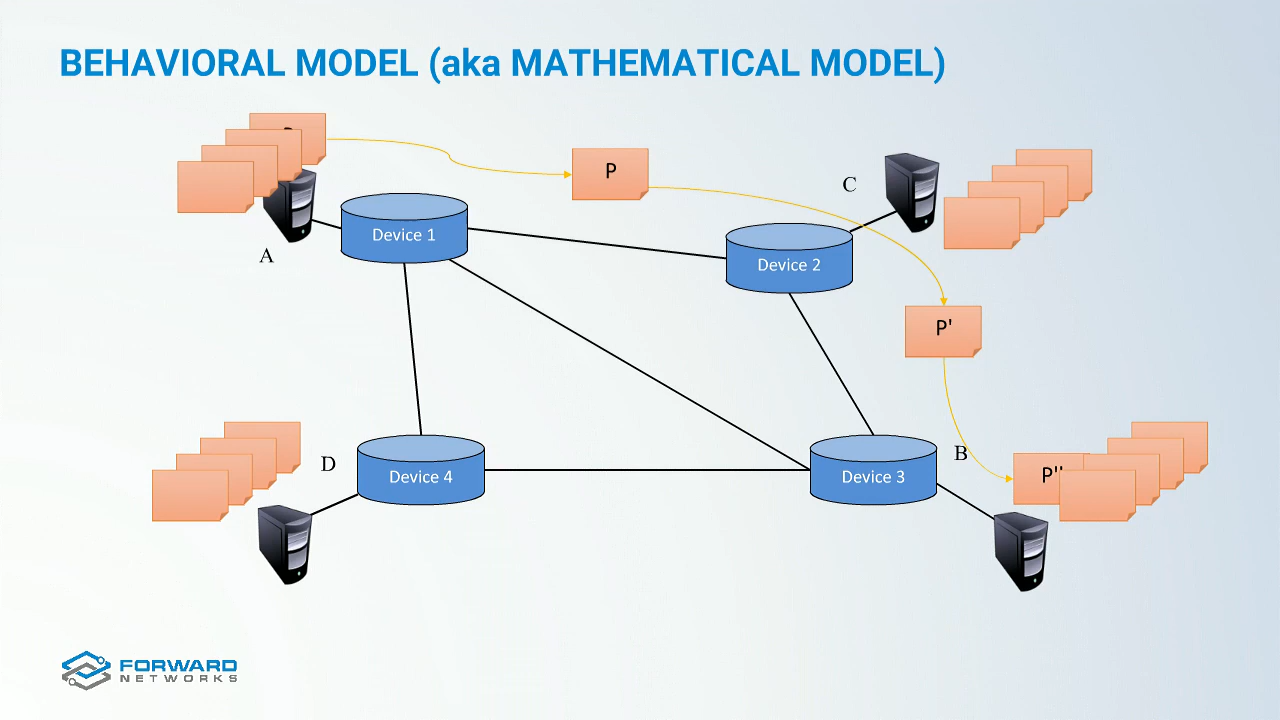 BEHAVIORAL MODEL (aka MATHEMATICAL MODEL)
P
C
Device 1
A
Device 2
P'
D
B
Device 4
Device 3
P''
FORWARD
NETWORKS